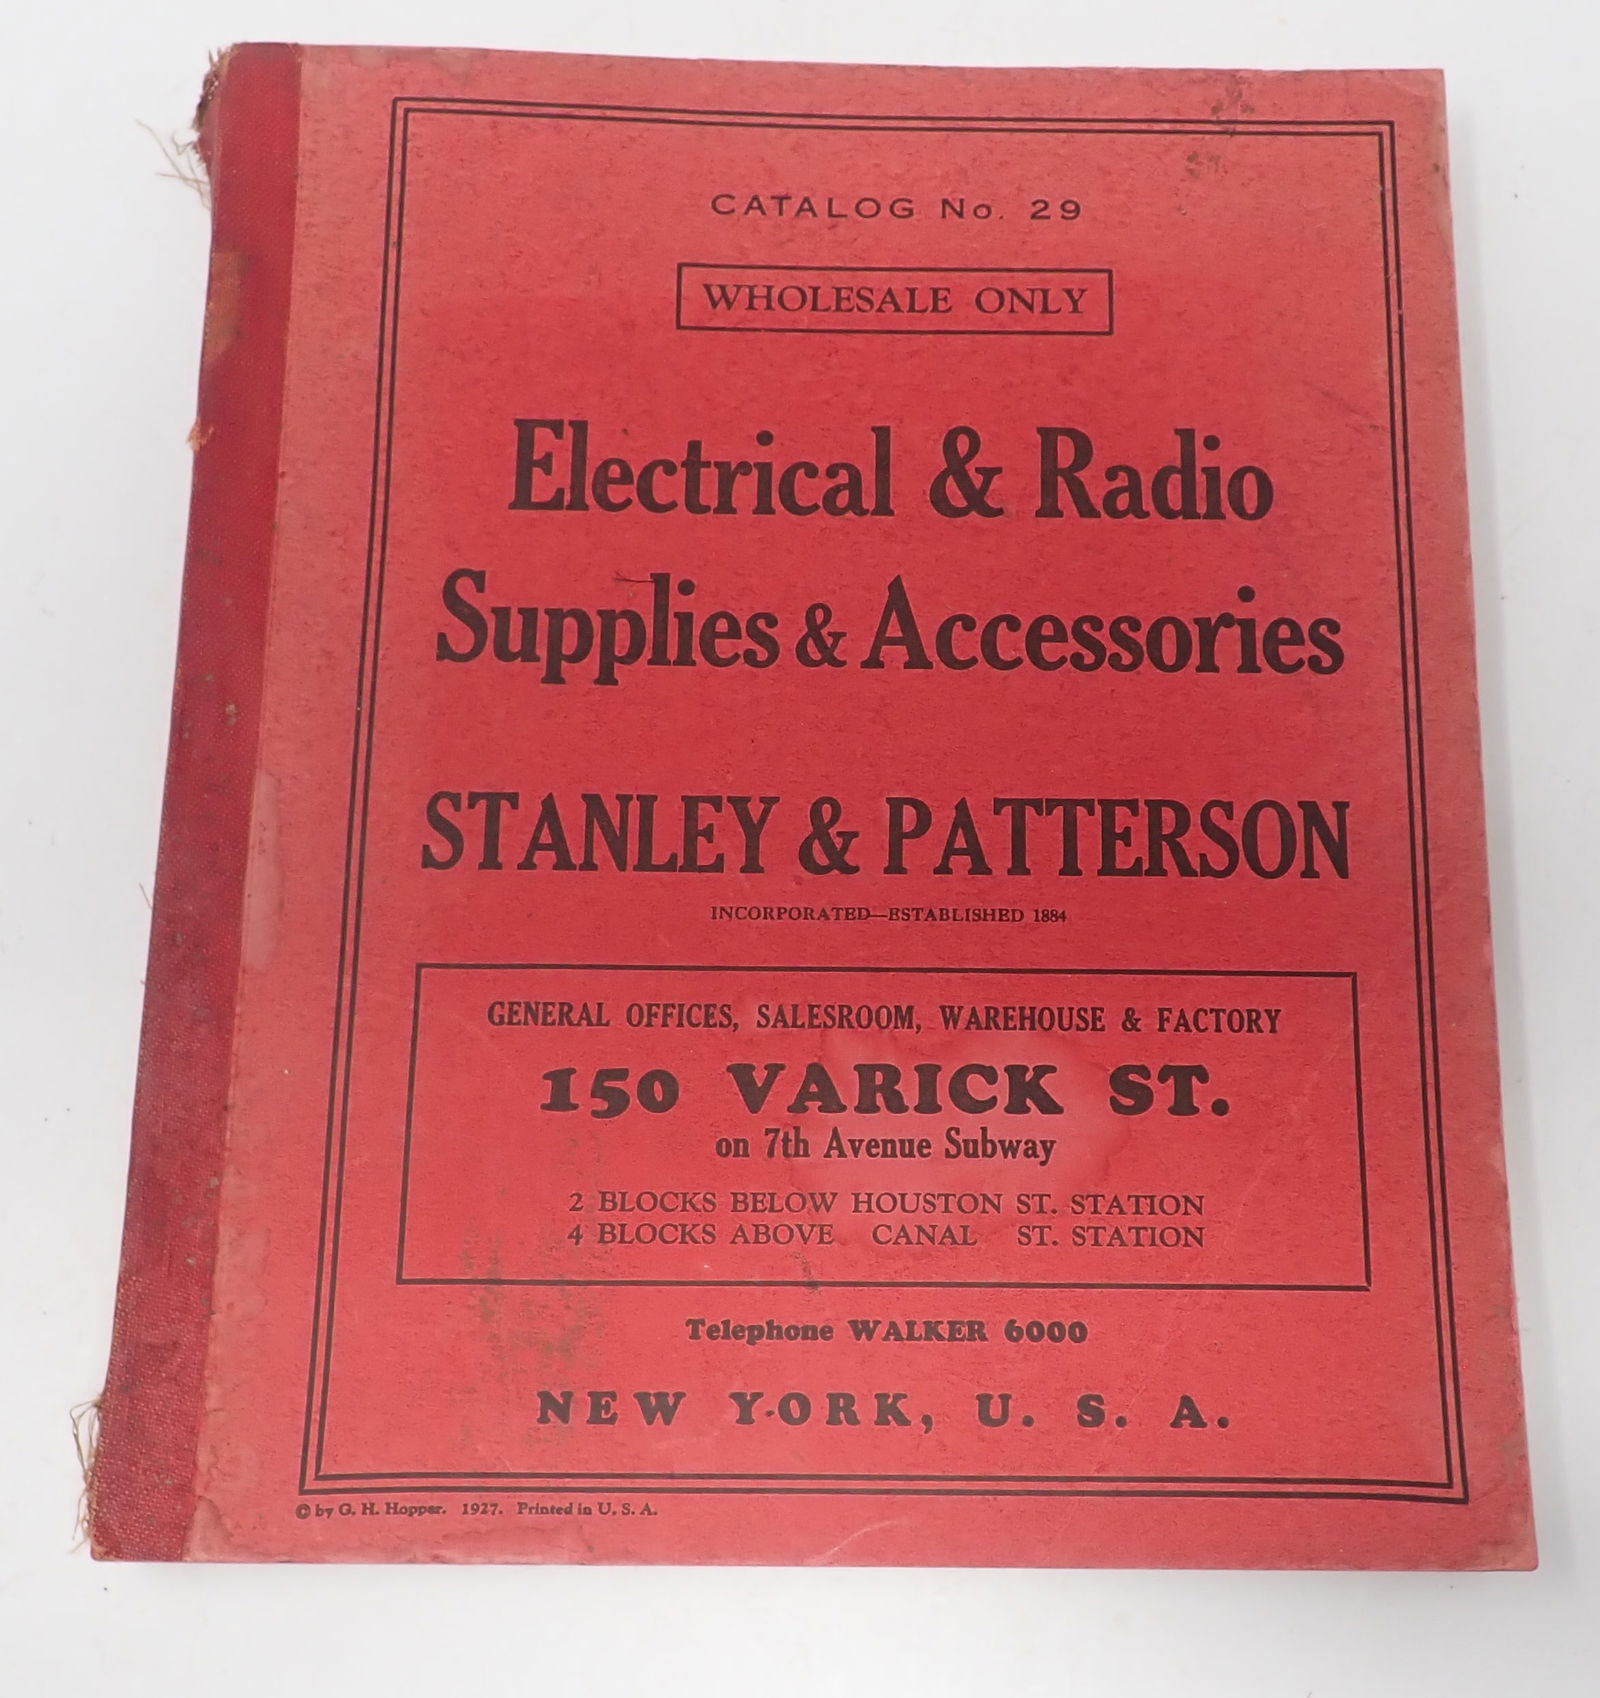 CATALOG No. 29
WHOLESALE ONLY
Electrical & Radio
Supplies & Accessories
STANLEY & PATTERSON
INCORPORATED—ESTABLISHED 1884
GENERAL OFFICES, SALESROOM, WAREHOUSE & FACTORY
150 VARICK ST.
on 7th Avenue Subway
2 BLOCKS BELOW HOUSTON ST. STATION
4 BLOCKS ABOVE CANAL ST. STATION
Telephone WALKER 6000
NEW YORK, U. S. A.
© by G. H. Hopper. 1927. Printed in U. S. A.